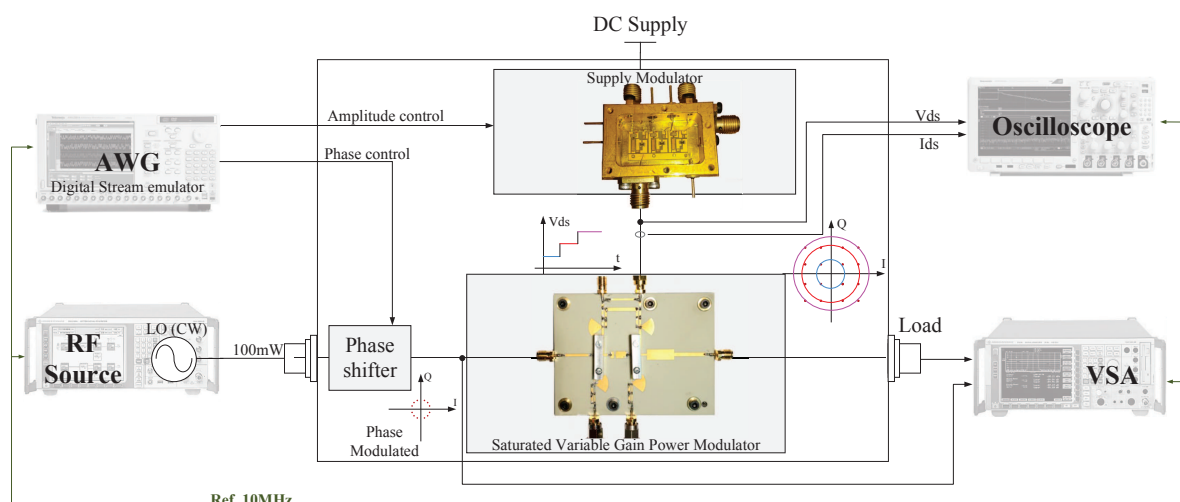 DC Supply
Supply Modulator
Amplitude control
Vds
Ids
Oscilloscope
AWG
Digital Stream emulator
Phase control
Vds
t
Q
I
LO (CW)
RF
Source
100mW
Phase
shifter
Load
VSA
Q
I
Phase
Modulated
Saturated Variable Gain Power Modulator
Ref. 10MHz